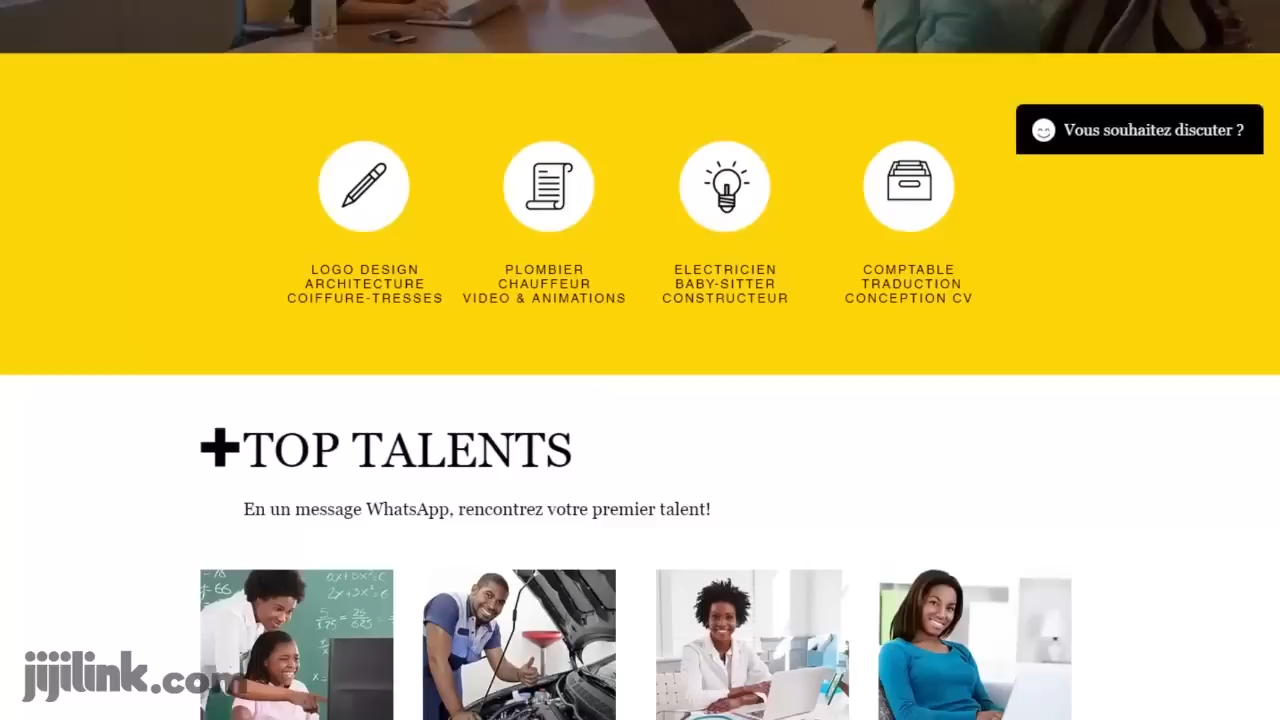 Vous souhaitez discuter ?
LOGO DESIGN
ARCHITECTURE
COIFFURE-TRESSES
PLOMBIER
CHAUFFEUR
VIDEO & ANIMATIONS
ELECTRICIEN
BABY-SITTER
CONSTRUCTEUR
COMPTABLE
TRADUCTION
CONCEPTION CV
+TOP TALENTS
En un message WhatsApp, rencontrez votre premier talent!
jijilink.com